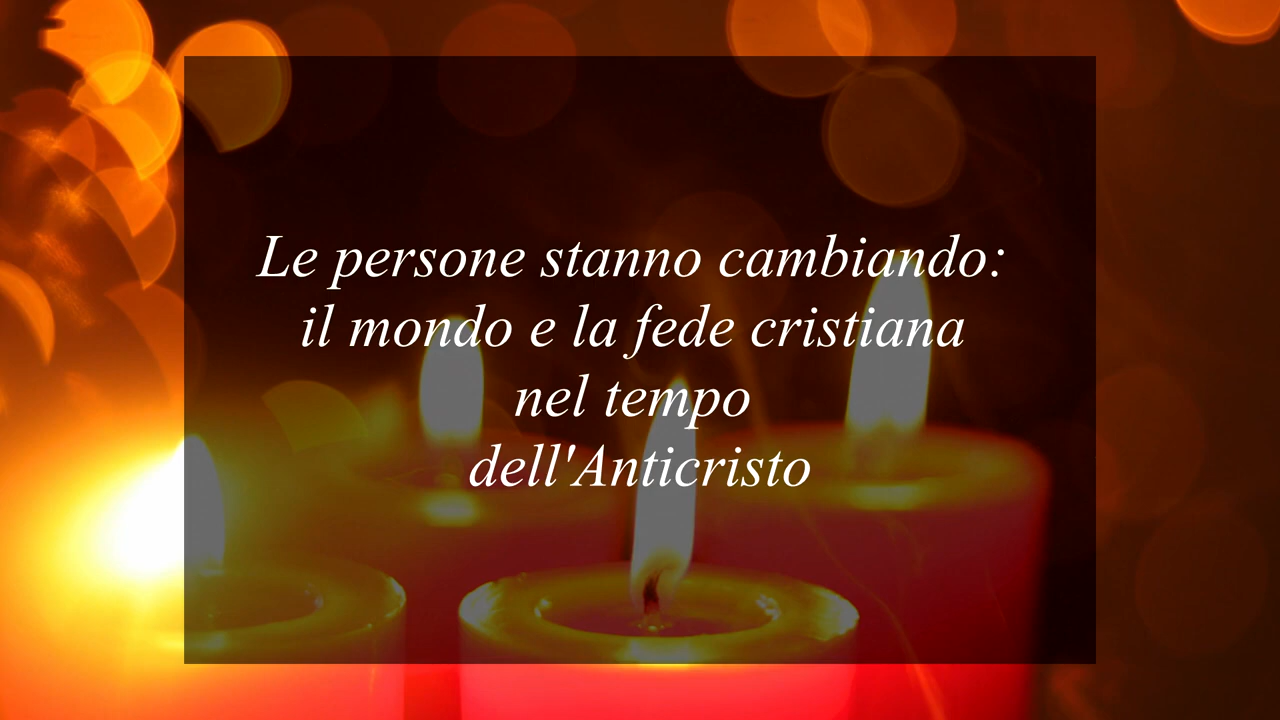 Le persone stanno cambiando:
il mondo e la fede cristiana
nel tempo
dell'Anticristo